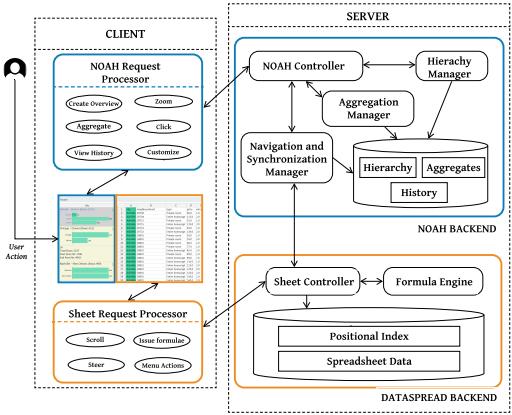 CLIENT
SERVER
NOAH Request
Processor
Create Overview
Zoom
Aggregate
Click
View History
Customize
NOAH Controller
Hierachy
Manager
Aggregation
Manager
Navigation and
Synchronization
Manager
Hierarchy
Aggregates
History
NOAH BACKEND
User
Action
Sheet Request Processor
Scroll
Issue formulae
Steer
Menu Actions
Sheet Controller
Formula Engine
Positional Index
Spreadsheet Data
DATASPREAD BACKEND